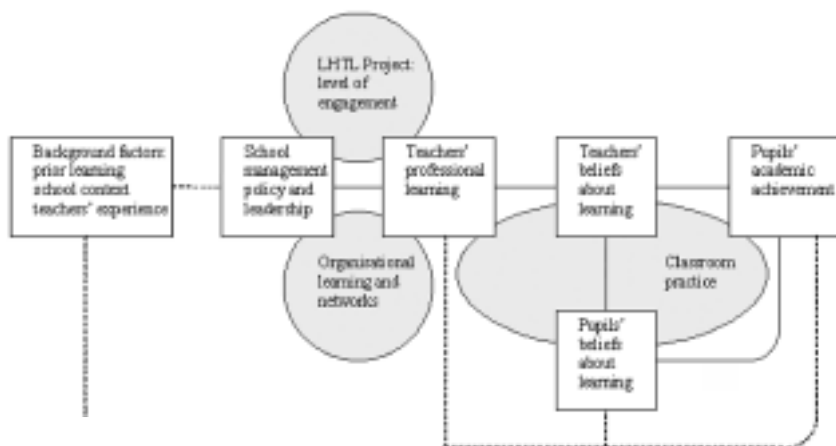 LHTL Project:
level of
engagement
Background factors:
prior learning
school context
teachers' experience
School
management
policy and
leadership
Teachers'
professional
learning
Teachers'
beliefs
about
learning
Pupils'
academic
achievement
Organisational
learning and
networks
Classroom
practice
Pupils'
beliefs
about
learning